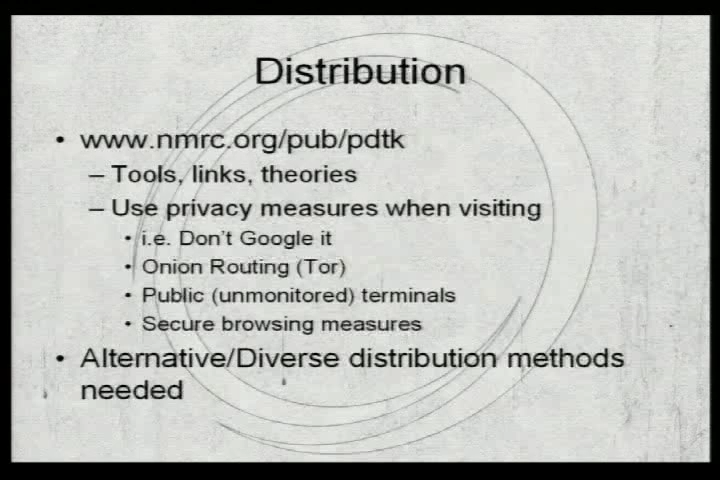 Distribution
• www.nmrc.org/pub/pdtk
– Tools, links, theories
– Use privacy measures when visiting
• i.e. Don't Google it
• Onion Routing (Tor)
• Public (unmonitored) terminals
• Secure browsing measures
• Alternative/Diverse distribution methods
needed